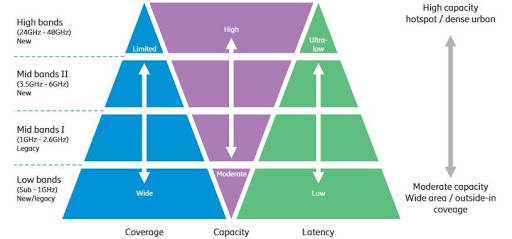 High bands
(24GHz - 40GHz)
New
Mid bands II
(3.5GHz - 6GHz)
New
Mid bands I
(1GHz - 2.6GHz)
Legacy
Low bands
(Sub - 1GHz)
New/legacy
Limited
High
Ultra-
low
Wide
Moderate
Low
Coverage
Capacity
Latency
High capacity
hotspot / dense urban
Moderate capacity
Wide area / outside-in
coveage